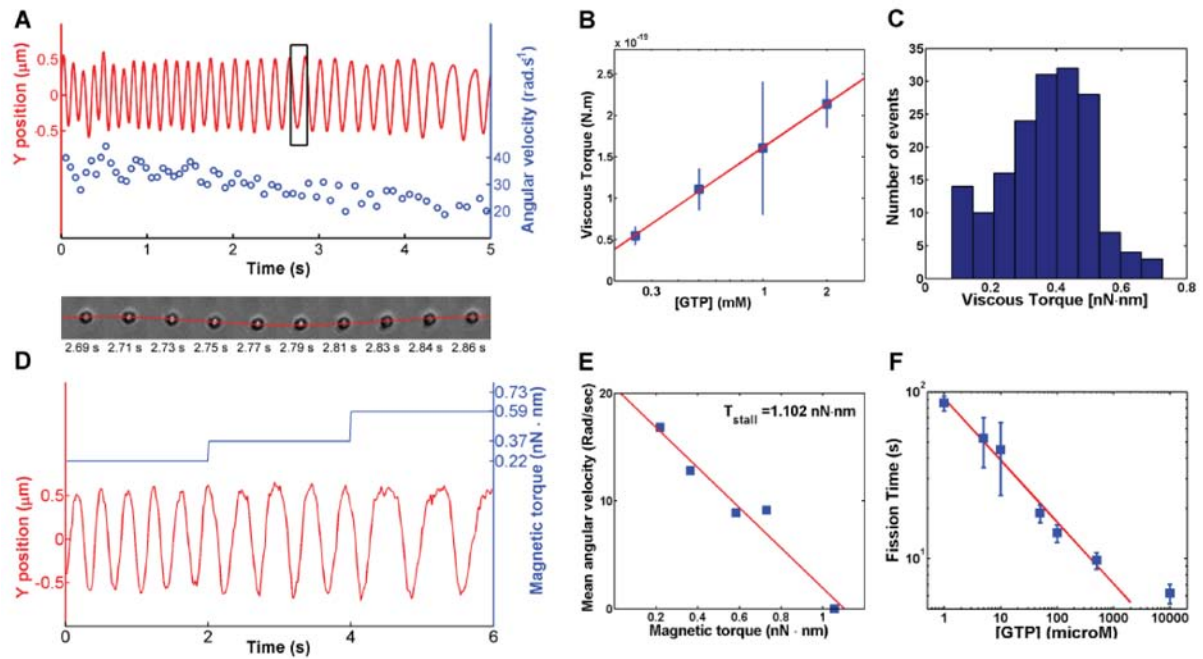 A
Y position (µm)
0.5
0
-0.5
Angular velocity (rad.s¹)
40
30
20
0 1 2 3 4 5
Time (s)
2.69 s 2.71 s 2.73 s 2.75 s 2.77 s 2.79 s 2.81 s 2.83 s 2.84 s 2.86 s
B
x 10⁻¹⁹
Viscous Torque (N.m)
2.5
2
1.5
1
0.5
0
0.3 1 2
[GTP] (mM)
C
Number of events
35
30
25
20
15
10
5
0
0 0.2 0.4 0.6 0.8
Viscous Torque [nN·nm]
D
Y position (µm)
0.5
0
-0.5
Magnetic torque (nN · nm)
0.73
0.59
0.37
0.22
0 2 4 6
Time (s)
E
Mean angular velocity (Rad/sec)
20
10
0
T stall =1.102 nN·nm
0.2 0.4 0.6 0.8 1
Magnetic torque (nN · nm)
F
Fission Time (s)
10²
10¹
1 10 100 1000 10000
[GTP] (microM)